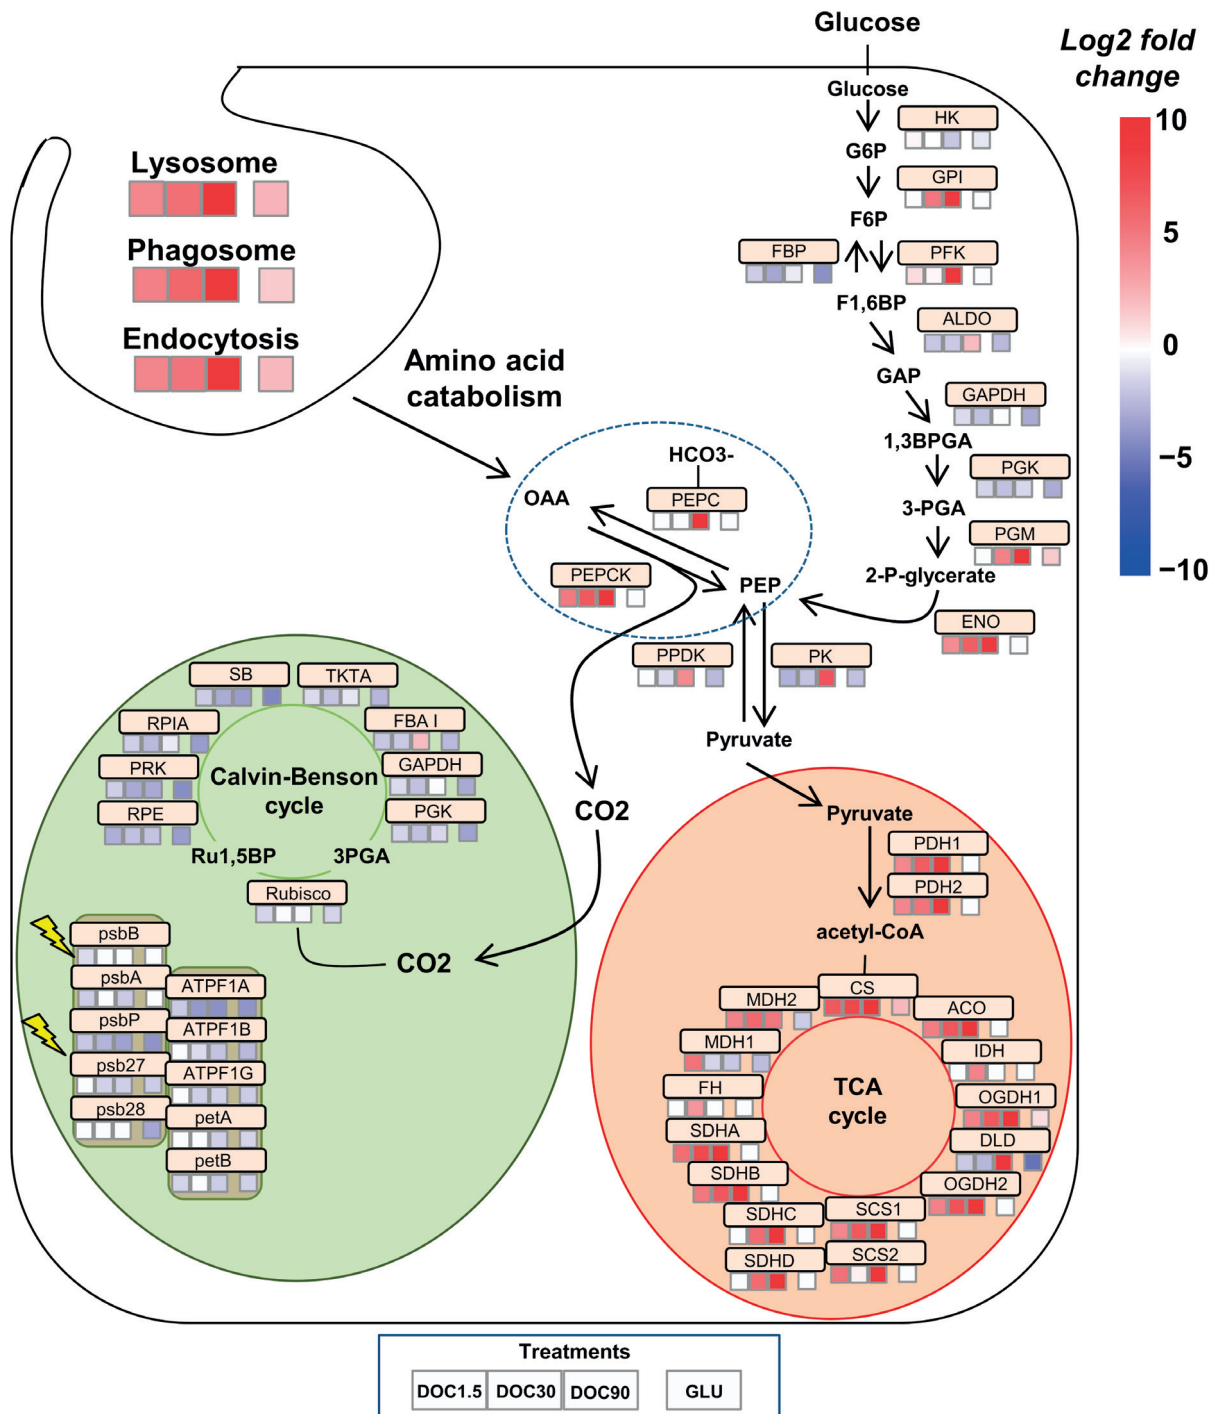 Glucose
Log2 fold
change
10
5
0
−5
−10
Glucose
HK
G6P
GPI
F6P
FBP
PFK
F1,6BP
ALDO
GAP
GAPDH
1,3BPGA
PGK
3-PGA
PGM
2-P-glycerate
ENO
Lysosome
Phagosome
Endocytosis
Amino acid
catabolism
HCO3-
OAA
PEPC
PEPCK
PEP
PPDK
PK
Pyruvate
SB
TKTA
RPIA
FBA I
PRK
GAPDH
RPE
PGK
Calvin-Benson
cycle
Ru1,5BP
3PGA
Rubisco
CO2
CO2
psbB
psbA
psbP
psb27
psb28
ATPF1A
ATPF1B
ATPF1G
petA
petB
Pyruvate
PDH1
PDH2
acetyl-CoA
CS
MDH2
ACO
MDH1
IDH
FH
OGDH1
SDHA
DLD
SDHB
OGDH2
SDHC
SCS1
SDHD
SCS2
TCA
cycle
Treatments
DOC1.5 DOC30 DOC90 GLU